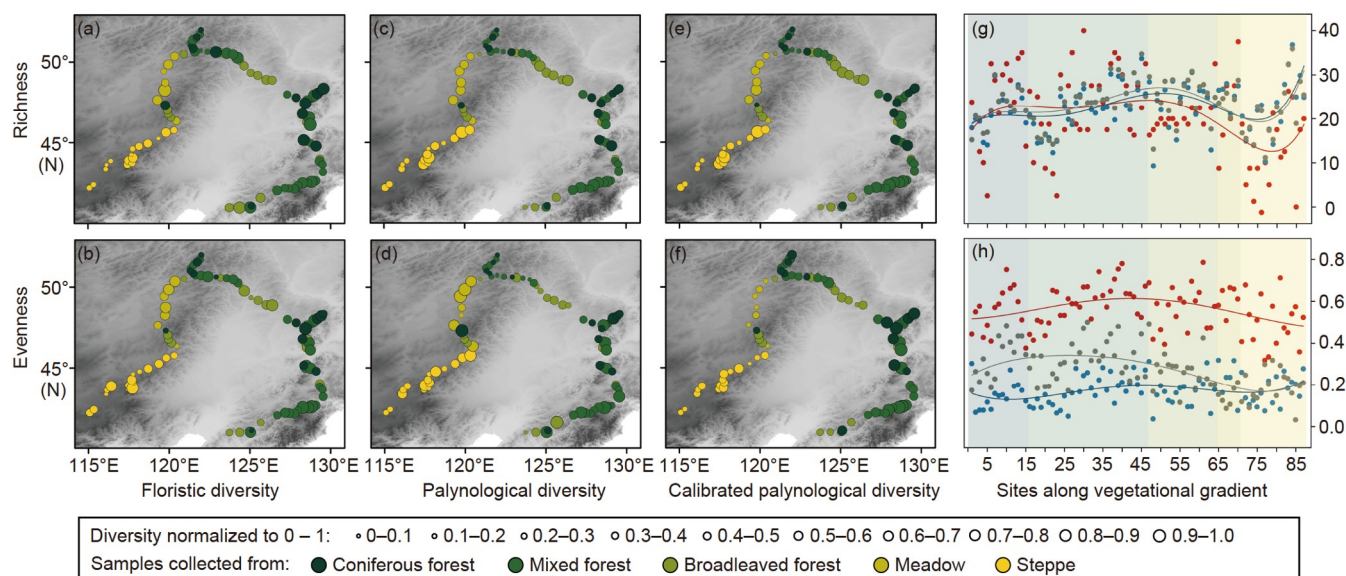 (a)
(c)
(e)
(g)
Richness
50°
45°
(N)
40
30
20
10
0
(b)
(d)
(f)
(h)
Evenness
50°
45°
(N)
0.8
0.6
0.4
0.2
0.0
115°E 120°E 125°E 130°E
115°E 120°E 125°E 130°E
115°E 120°E 125°E 130°E
5 15 25 35 45 55 65 75 85
Floristic diversity
Palynological diversity
Calibrated palynological diversity
Sites along vegetational gradient
Diversity normalized to 0 – 1: 0–0.1 0.1–0.2 0.2–0.3 0.3–0.4 0.4–0.5 0.5–0.6 0.6–0.7 0.7–0.8 0.8–0.9 0.9–1.0
Samples collected from: Coniferous forest Mixed forest Broadleaved forest Meadow Steppe